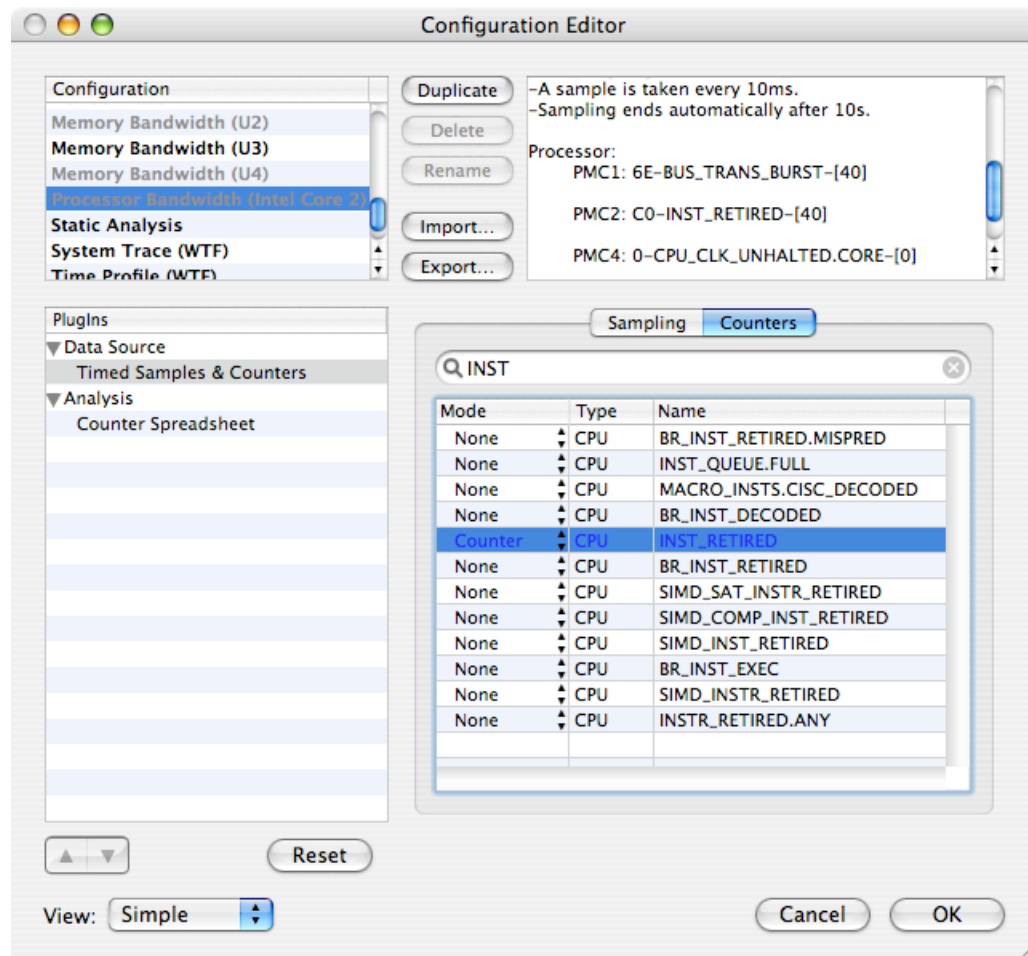 Configuration Editor
Configuration
Memory Bandwidth (U2)
Memory Bandwidth (U3)
Memory Bandwidth (U4)
Processor Bandwidth (Intel Core 2)
Static Analysis
System Trace (WTF)
Time Profile (WTF)
Duplicate
Delete
Rename
Import...
Export...
-A sample is taken every 10ms.
-Sampling ends automatically after 10s.
Processor:
PMC1: 6E-BUS_TRANS_BURST-[40]
PMC2: C0-INST_RETIRED-[40]
PMC4: 0-CPU_CLK_UNHALTED.CORE-[0]
PlugIns
Data Source
Timed Samples & Counters
Analysis
Counter Spreadsheet
Sampling Counters
INST
Mode Type Name
None CPU BR_INST_RETIRED.MISPRED
None CPU INST_QUEUE.FULL
None CPU MACRO_INSTS.CISC_DECODED
None CPU BR_INST_DECODED
Counter CPU INST_RETIRED
None CPU BR_INST_RETIRED
None CPU SIMD_SAT_INSTR_RETIRED
None CPU SIMD_COMP_INST_RETIRED
None CPU SIMD_INST_RETIRED
None CPU BR_INST_EXEC
None CPU SIMD_INSTR_RETIRED
None CPU INSTR_RETIRED.ANY
Reset
View: Simple
Cancel OK